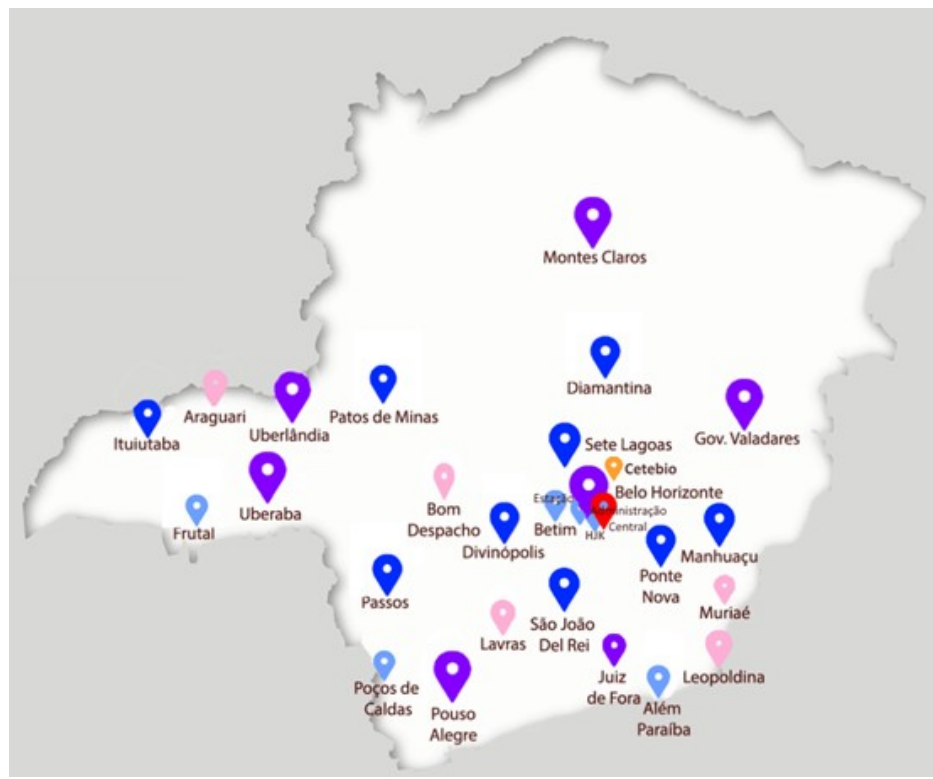 Montes Claros
Diamantina
Araguari
Uberlândia
Patos de Minas
Gov. Valadares
Ituiutaba
Sete Lagoas
Cetebio
Belo Horizonte
Estação
Administração
Central
HJK
Betim
Uberaba
Frutal
Bom
Despacho
Divinópolis
Manhuaçu
Ponte
Nova
Passos
Muriaé
São João
Del Rei
Lavras
Juiz
de Fora
Leopoldina
Poços de
Caldas
Pouso
Alegre
Além
Paraíba